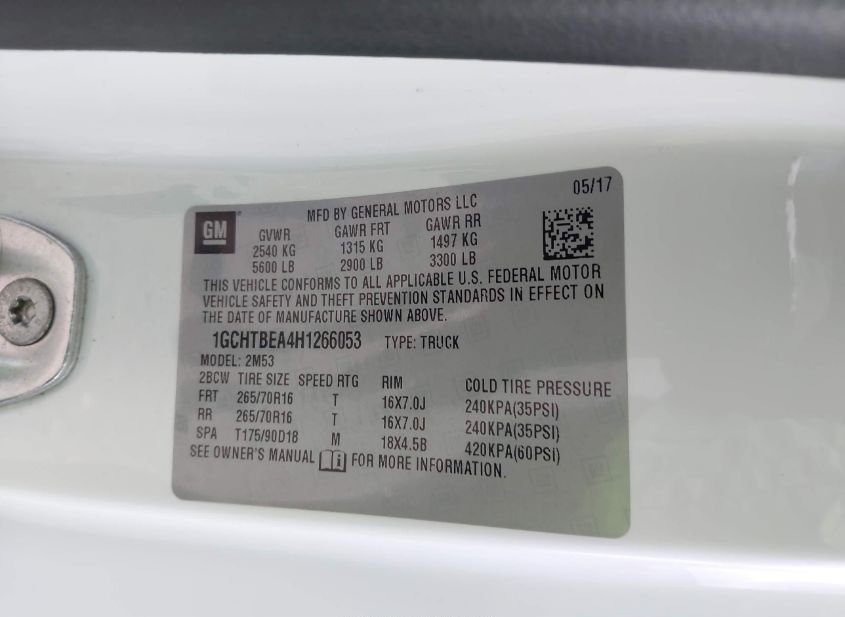 05/17
GM ®
MFD BY GENERAL MOTORS LLC
GVWR GAWR FRT GAWR RR
2540 KG 1315 KG 1497 KG
5600 LB 2900 LB 3300 LB
THIS VEHICLE CONFORMS TO ALL APPLICABLE U.S. FEDERAL MOTOR
VEHICLE SAFETY AND THEFT PREVENTION STANDARDS IN EFFECT ON
THE DATE OF MANUFACTURE SHOWN ABOVE.
1GCHTBEA4H1266053 TYPE: TRUCK
MODEL: 2M53
2BCW TIRE SIZE SPEED RTG RIM COLD TIRE PRESSURE
FRT 265/70R16 T 16X7.0J 240KPA(35PSI)
RR 265/70R16 T 16X7.0J 240KPA(35PSI)
SPA T175/90D18 M 18X4.5B 420KPA(60PSI)
SEE OWNER'S MANUAL i FOR MORE INFORMATION.